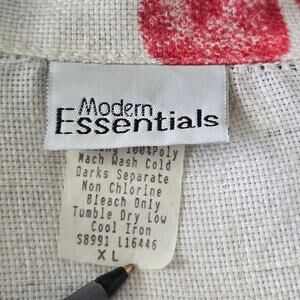 Modern
Essentials
100%Poly
Mach Wash Cold
Darks Separate
Non Chlorine
Bleach Only
Tumble Dry Low
Cool Iron
S8991 L16446
XL